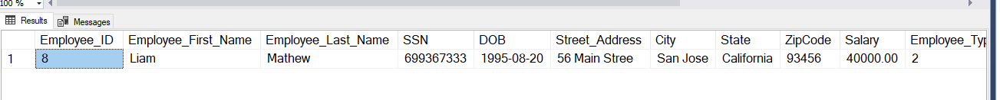 100 %
Results Messages
Employee_ID Employee_First_Name Employee_Last_Name SSN DOB Street_Address City State ZipCode Salary Employee_Typ
1 8 Liam Mathew 699367333 1995-08-20 56 Main Stree San Jose California 93456 40000.00 2